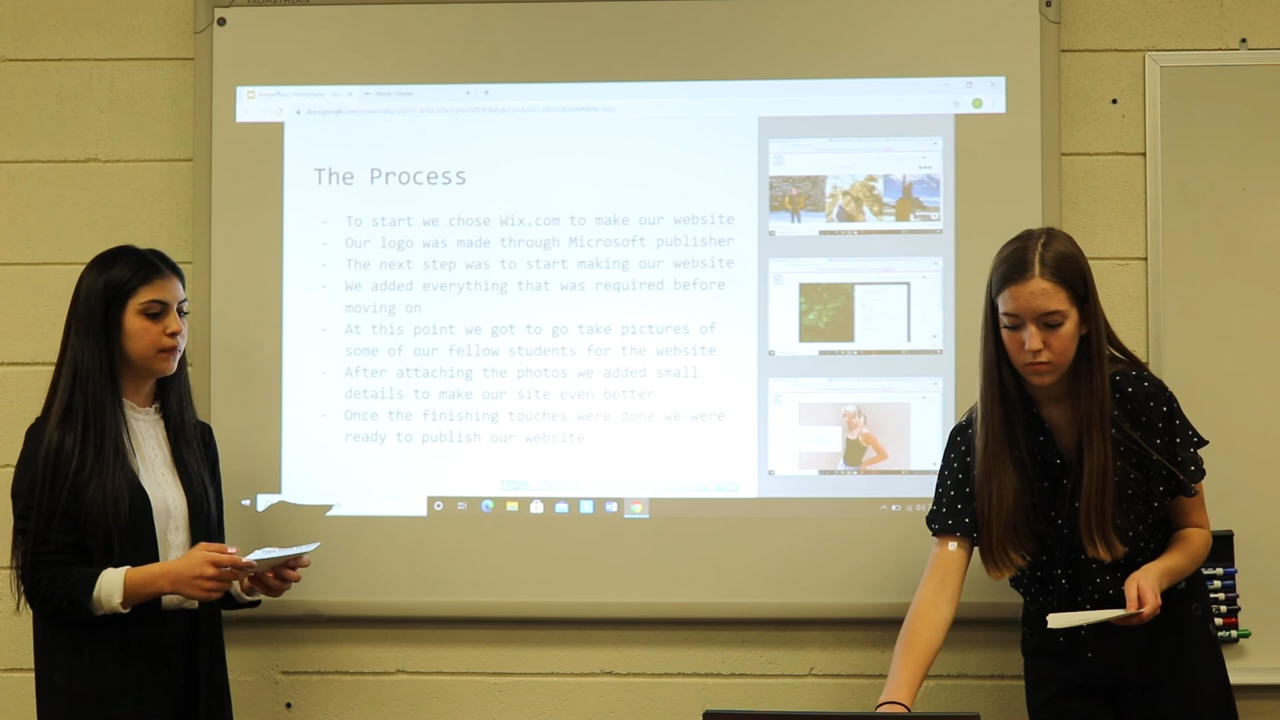 PROMETHEAN
The Process
- To start we chose Wix.com to make our website
- Our logo was made through Microsoft publisher
- The next step was to start making our website
- We added everything that was required before
moving on
- At this point we got to go take pictures of
some of our fellow students for the website
- After attaching the photos we added small
details to make our site even better
- Once the finishing touches were done we were
ready to publish our website